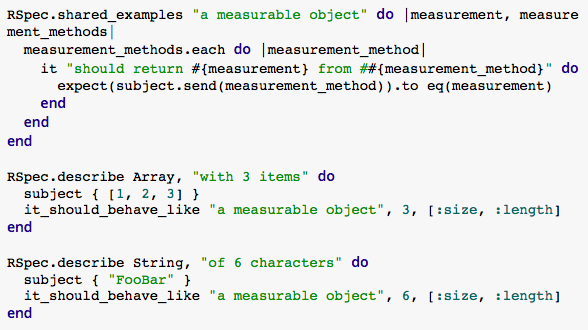 RSpec.shared_examples "a measurable object" do |measurement, measure
ment_methods|
  measurement_methods.each do |measurement_method|
    it "should return #{measurement} from ##{measurement_method}" do
      expect(subject.send(measurement_method)).to eq(measurement)
    end
  end
end

RSpec.describe Array, "with 3 items" do
  subject { [1, 2, 3] }
  it_should_behave_like "a measurable object", 3, [:size, :length]
end

RSpec.describe String, "of 6 characters" do
  subject { "FooBar" }
  it_should_behave_like "a measurable object", 6, [:size, :length]
end